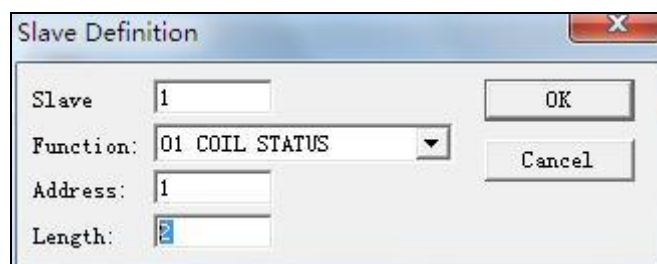 Slave Definition
Slave 1 OK
Function: 01 COIL STATUS
Cancel
Address: 1
Length: 2